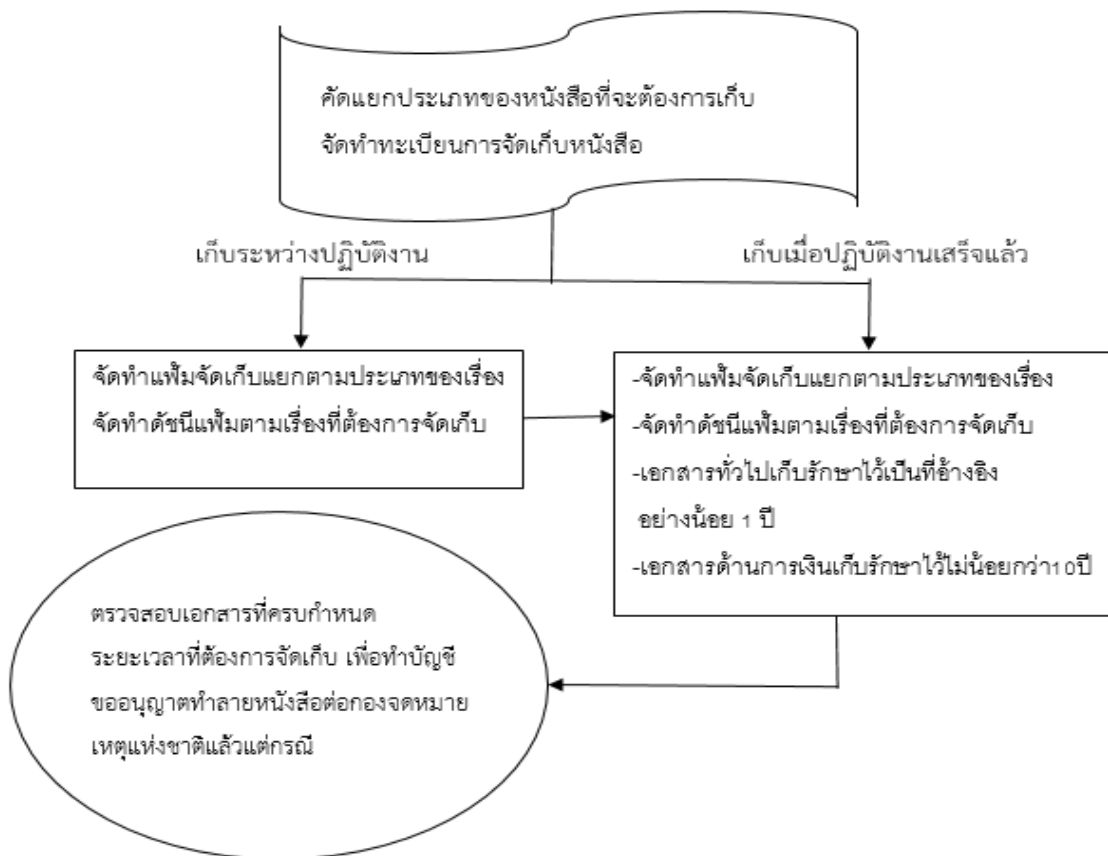 คัดแยกประเภทของหนังสือที่จะต้องการเก็บ
จัดทำทะเบียนการจัดเก็บหนังสือ
เก็บระหว่างปฏิบัติงาน
เก็บเมื่อปฏิบัติงานเสร็จแล้ว
จัดทำแฟ้มจัดเก็บแยกตามประเภทของเรื่อง
จัดทำดัชนีแฟ้มตามเรื่องที่ต้องการจัดเก็บ
-จัดทำแฟ้มจัดเก็บแยกตามประเภทของเรื่อง
-จัดทำดัชนีแฟ้มตามเรื่องที่ต้องการจัดเก็บ
-เอกสารทั่วไปเก็บรักษาไว้เป็นที่อ้างอิง
อย่างน้อย 1 ปี
-เอกสารด้านการเงินเก็บรักษาไว้ไม่น้อยกว่า10ปี
ตรวจสอบเอกสารที่ครบกำหนด
ระยะเวลาที่ต้องการจัดเก็บ เพื่อทำบัญชี
ขออนุญาตทำลายหนังสือต่อกองจดหมาย
เหตุแห่งชาติแล้วแต่กรณี